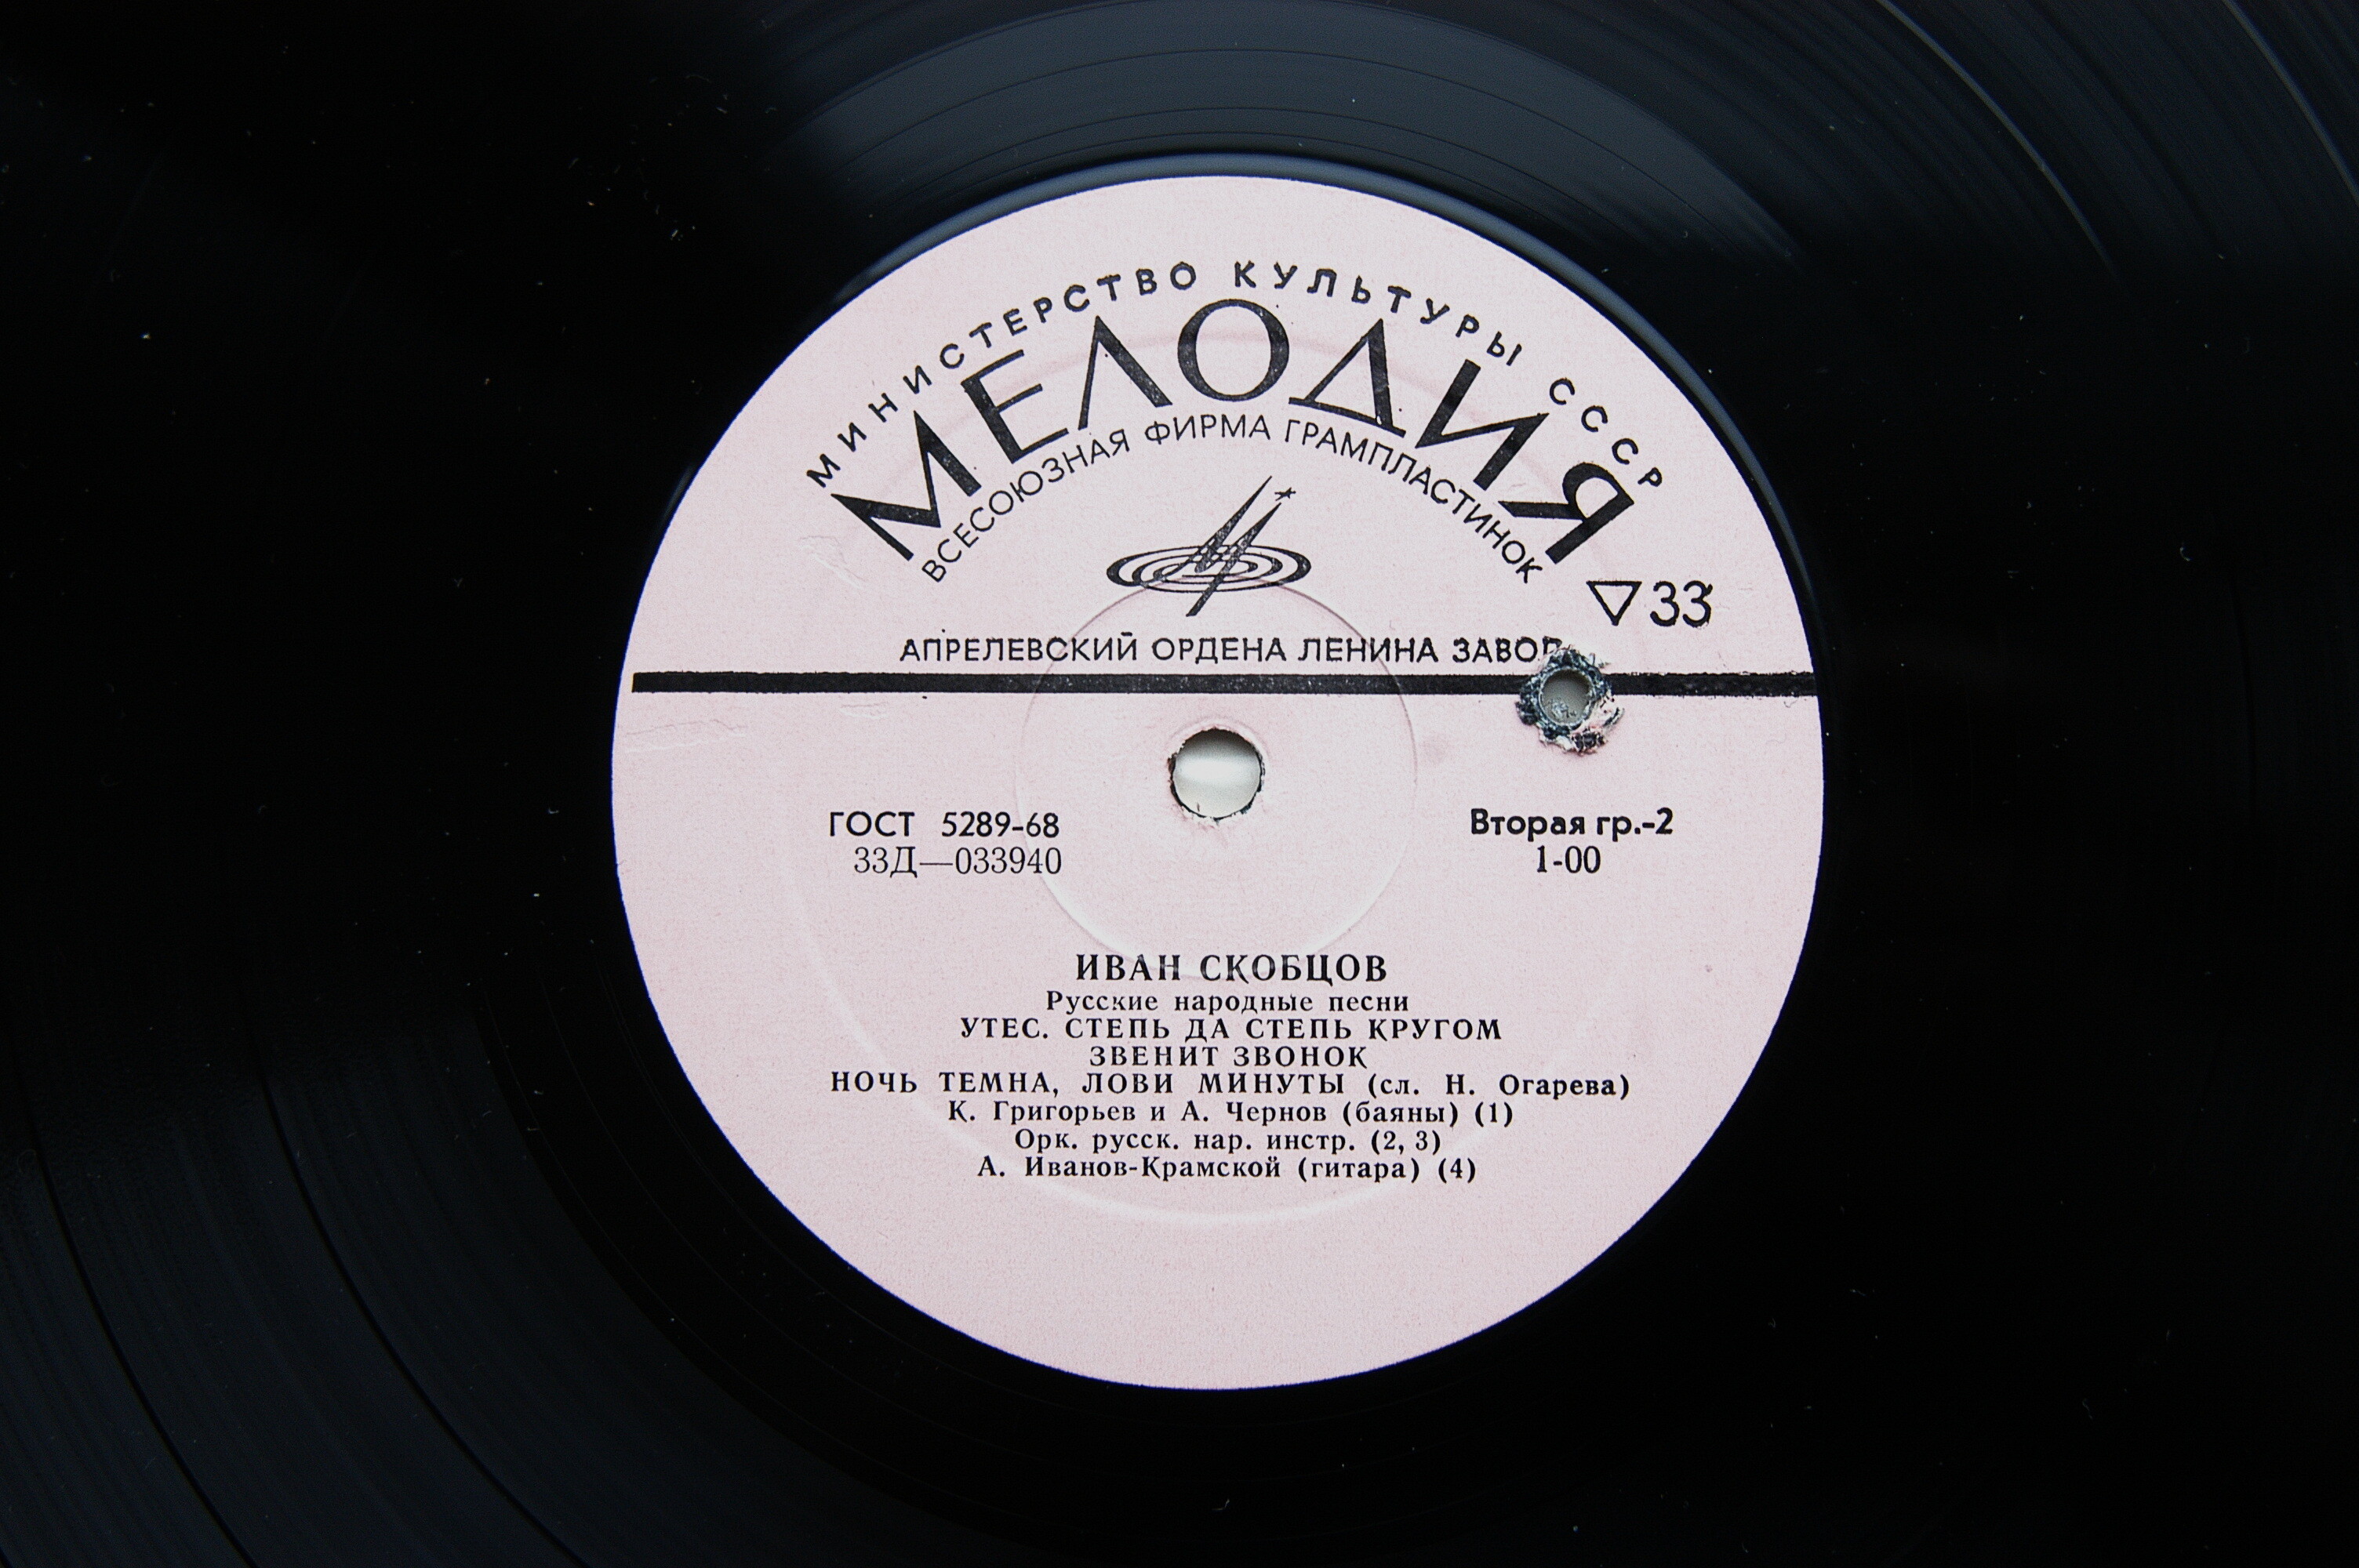 МИНИСТЕРСТВО КУЛЬТУРЫ СССР
МЕЛОДИЯ
ВСЕСОЮЗНАЯ ФИРМА ГРАМПЛАСТИНОК
▽33
АПРЕЛЕВСКИЙ ОРДЕНА ЛЕНИНА ЗАВОД
ГОСТ 5289-68
33Д—033940
Вторая гр.-2
1-00
ИВАН СКОБЦОВ
Русские народные песни
УТЕС. СТЕПЬ ДА СТЕПЬ КРУГОМ
ЗВЕНИТ ЗВОНОК
НОЧЬ ТЕМНА, ЛОВИ МИНУТЫ (сл. Н. Огарева)
К. Григорьев и А. Чернов (баяны) (1)
Орк. русск. нар. инстр. (2, 3)
А. Иванов-Крамской (гитара) (4)